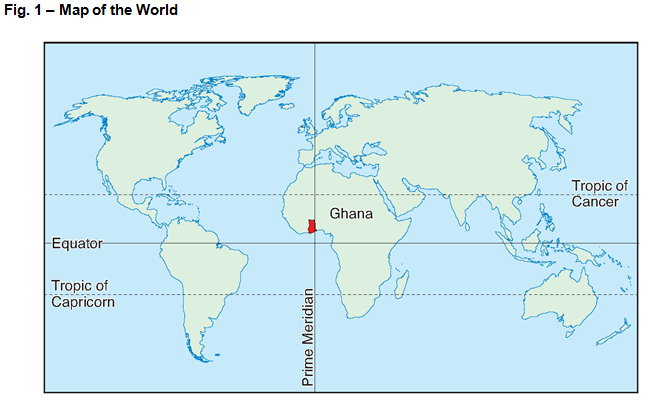 Fig. 1 – Map of the World
Tropic of
Cancer
Ghana
Equator
Tropic of
Capricorn
Prime Meridian